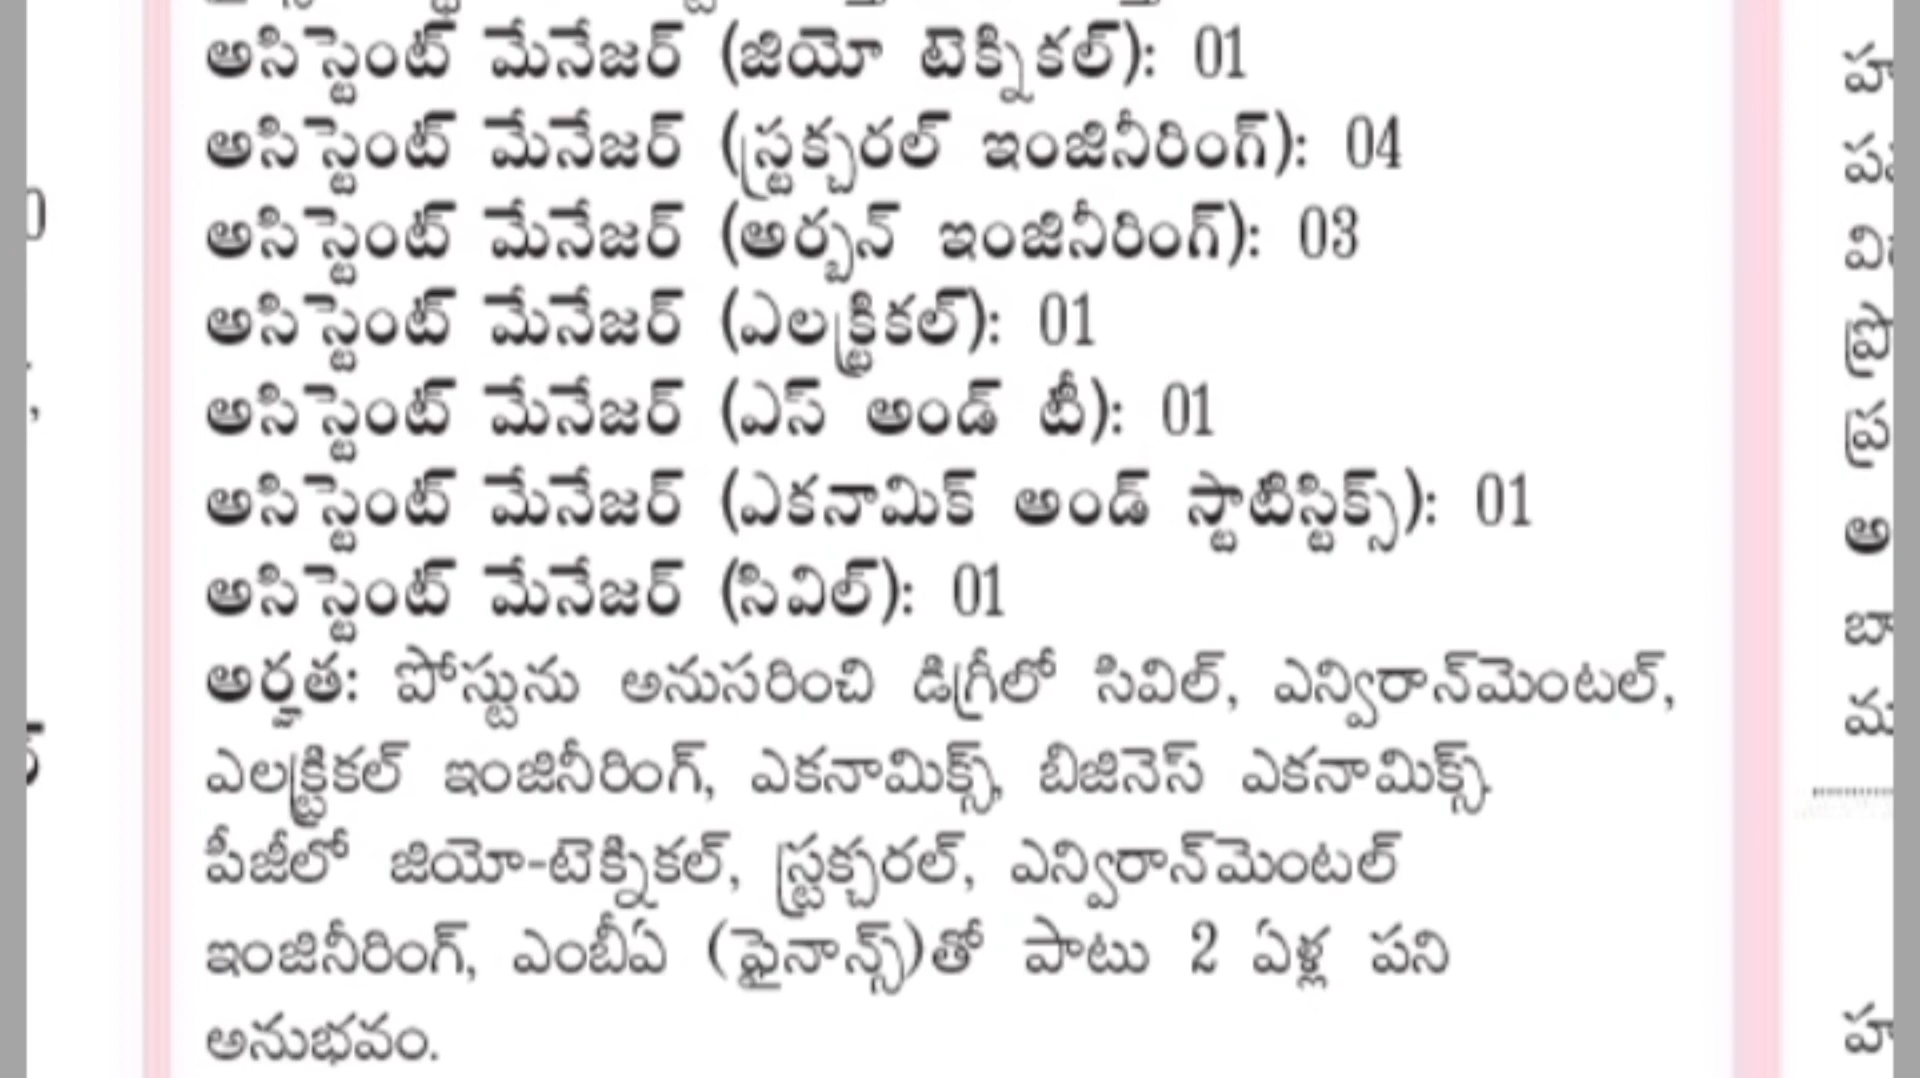 అసిస్టెంట్ మేనేజర్ (జియో టెక్నికల్): 01
అసిస్టెంట్ మేనేజర్ (స్ట్రక్చరల్ ఇంజినీరింగ్): 04
అసిస్టెంట్ మేనేజర్ (అర్బన్ ఇంజినీరింగ్): 03
అసిస్టెంట్ మేనేజర్ (ఎలక్ట్రికల్): 01
అసిస్టెంట్ మేనేజర్ (ఎస్ అండ్ టీ): 01
అసిస్టెంట్ మేనేజర్ (ఎకనామిక్ అండ్ స్టాటిస్టిక్స్): 01
అసిస్టెంట్ మేనేజర్ (సివిల్): 01
అర్హత: పోస్టును అనుసరించి డిగ్రీలో సివిల్, ఎన్విరాన్‌మెంటల్,
ఎలక్ట్రికల్ ఇంజినీరింగ్, ఎకనామిక్స్, బిజినెస్ ఎకనామిక్స్.
పీజీలో జియో-టెక్నికల్, స్ట్రక్చరల్, ఎన్విరాన్‌మెంటల్
ఇంజినీరింగ్, ఎంబీఏ (ఫైనాన్స్)తో పాటు 2 ఏళ్ల పని
అనుభవం.